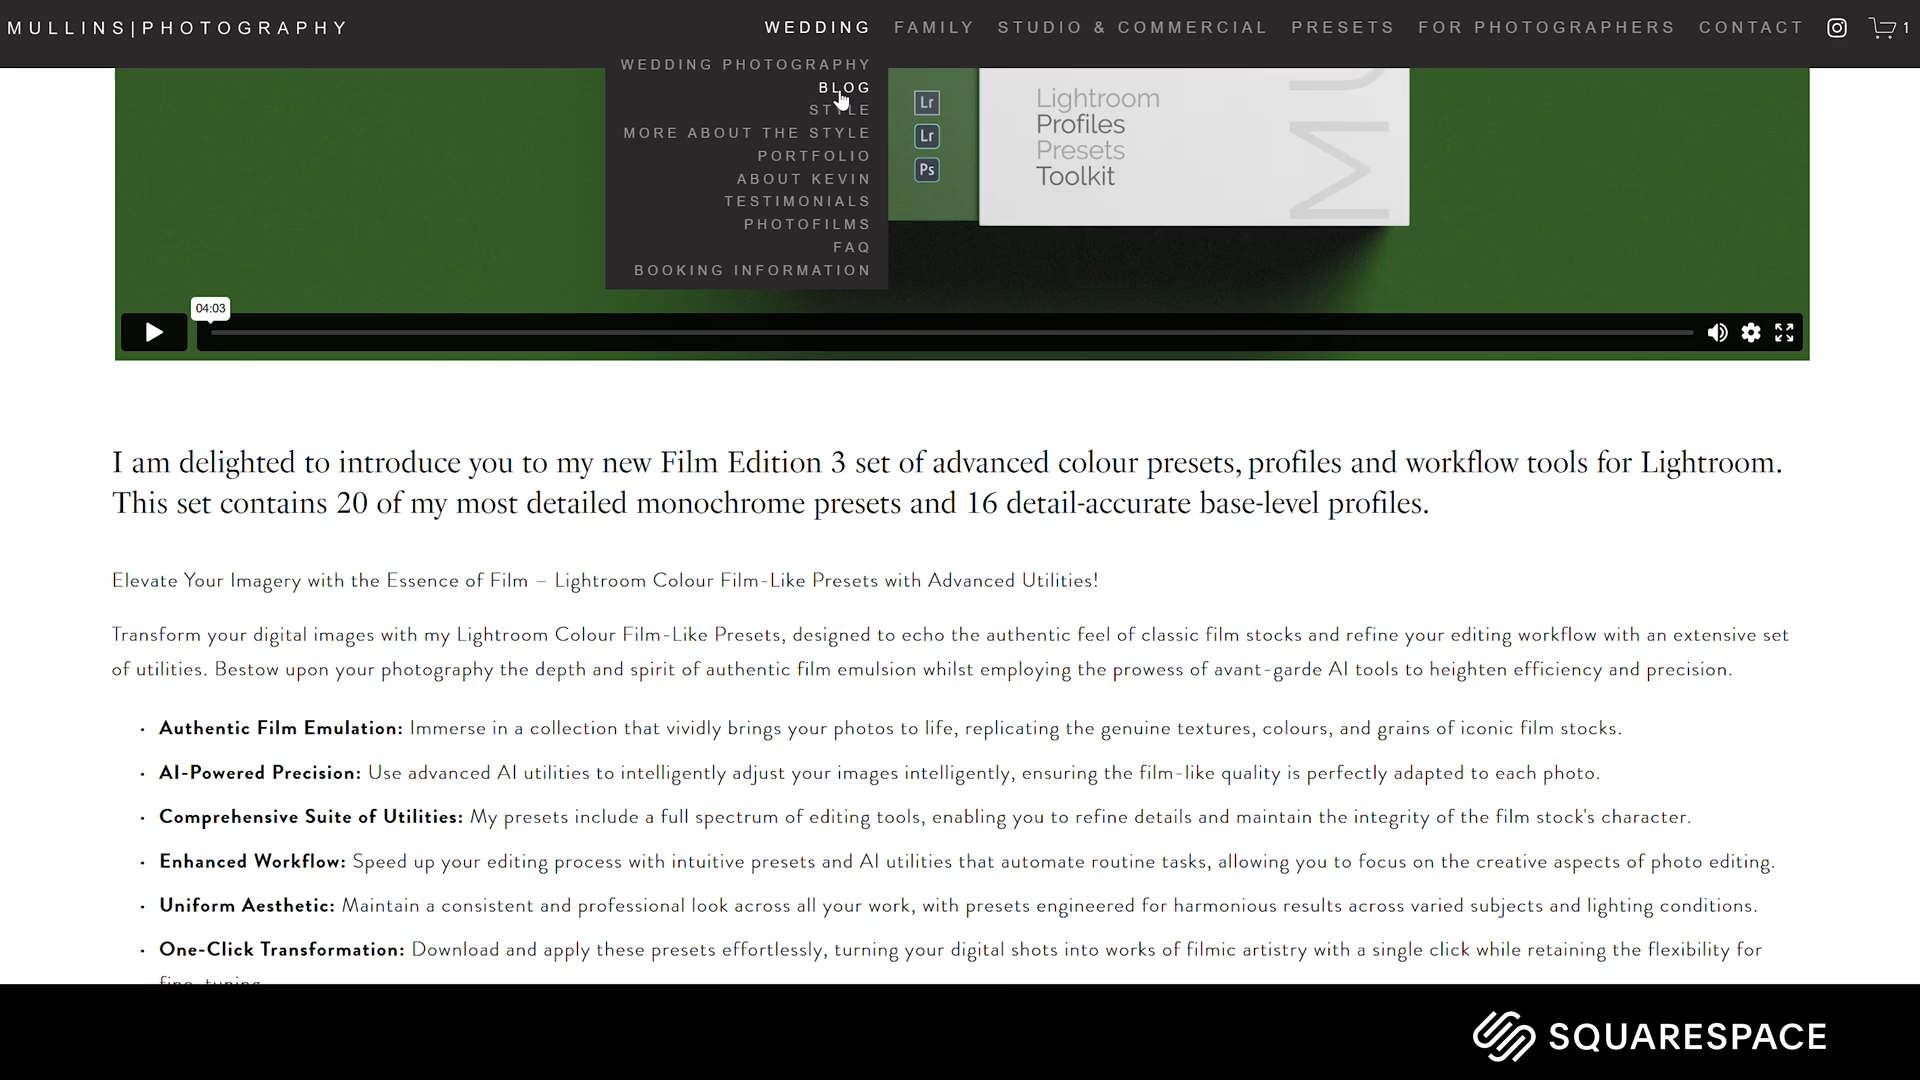 MULLINS|PHOTOGRAPHY
WEDDING FAMILY STUDIO & COMMERCIAL PRESETS FOR PHOTOGRAPHERS CONTACT 1
WEDDING PHOTOGRAPHY
BLOG
STYLE
MORE ABOUT THE STYLE
PORTFOLIO
ABOUT KEVIN
TESTIMONIALS
PHOTOFILMS
FAQ
BOOKING INFORMATION
Lr
Lr
Ps
Lightroom
Profiles
Presets
Toolkit
04:03
I am delighted to introduce you to my new Film Edition 3 set of advanced colour presets, profiles and workflow tools for Lightroom.
This set contains 20 of my most detailed monochrome presets and 16 detail-accurate base-level profiles.
Elevate Your Imagery with the Essence of Film – Lightroom Colour Film-Like Presets with Advanced Utilities!
Transform your digital images with my Lightroom Colour Film-Like Presets, designed to echo the authentic feel of classic film stocks and refine your editing workflow with an extensive set
of utilities. Bestow upon your photography the depth and spirit of authentic film emulsion whilst employing the prowess of avant-garde AI tools to heighten efficiency and precision.
• Authentic Film Emulation: Immerse in a collection that vividly brings your photos to life, replicating the genuine textures, colours, and grains of iconic film stocks.
• AI-Powered Precision: Use advanced AI utilities to intelligently adjust your images intelligently, ensuring the film-like quality is perfectly adapted to each photo.
• Comprehensive Suite of Utilities: My presets include a full spectrum of editing tools, enabling you to refine details and maintain the integrity of the film stock's character.
• Enhanced Workflow: Speed up your editing process with intuitive presets and AI utilities that automate routine tasks, allowing you to focus on the creative aspects of photo editing.
• Uniform Aesthetic: Maintain a consistent and professional look across all your work, with presets engineered for harmonious results across varied subjects and lighting conditions.
• One-Click Transformation: Download and apply these presets effortlessly, turning your digital shots into works of filmic artistry with a single click while retaining the flexibility for
fine-tuning.
SQUARESPACE